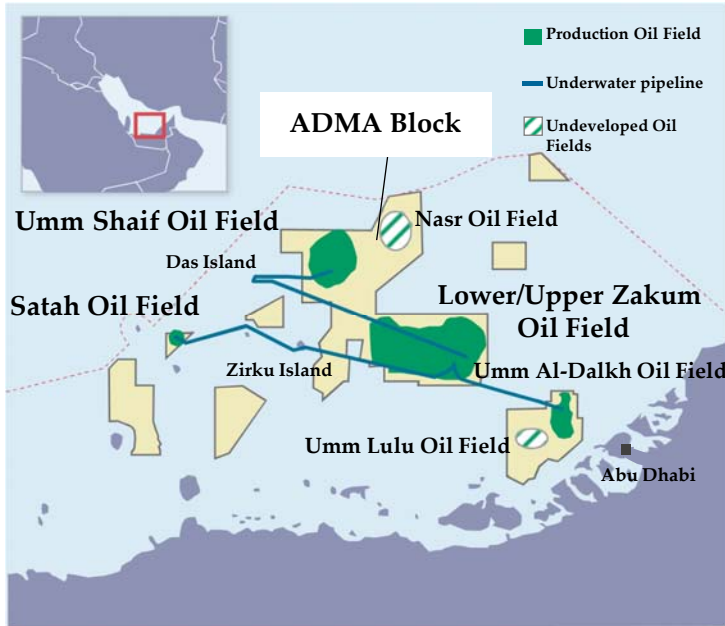 Production Oil Field
Underwater pipeline
Undeveloped Oil
Fields
ADMA Block
Umm Shaif Oil Field
Nasr Oil Field
Das Island
Satah Oil Field
Lower/Upper Zakum
Oil Field
Zirku Island
Umm Al-Dalkh Oil Field
Umm Lulu Oil Field
Abu Dhabi